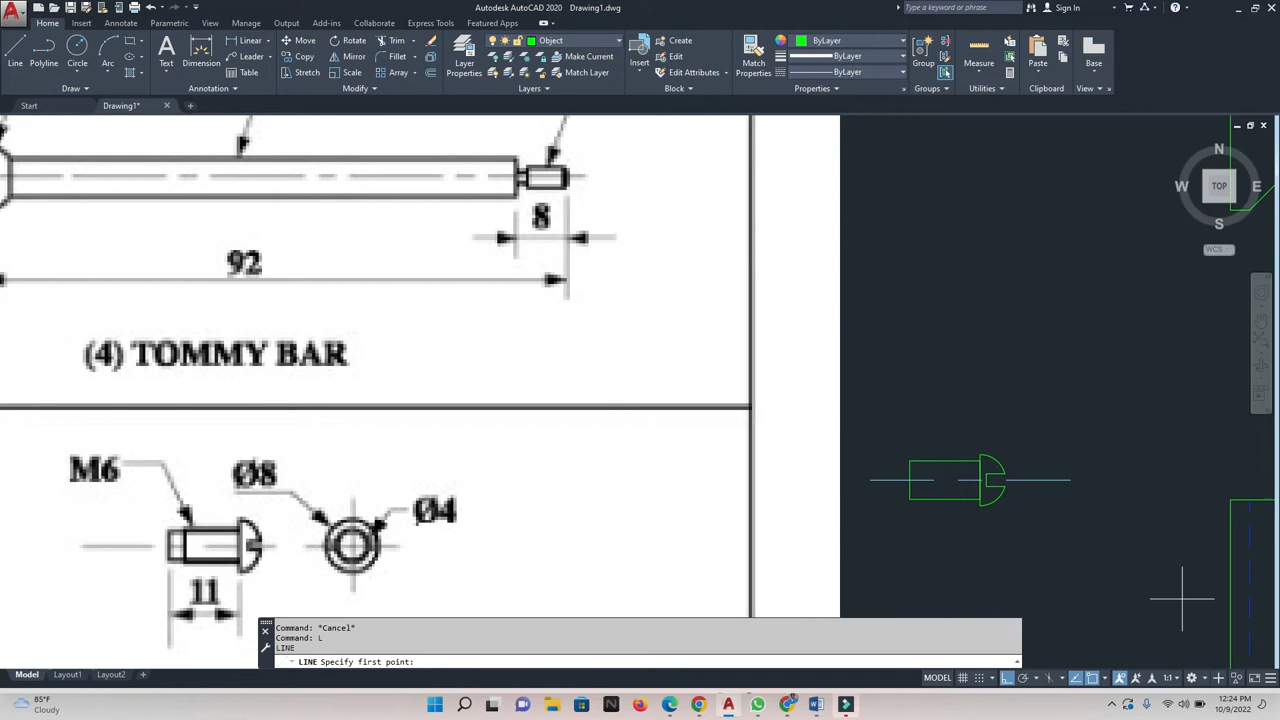 Autodesk AutoCAD 2020 Drawing1.dwg
Type a keyword or phrase
Sign In
Home Insert Annotate Parametric View Manage Output Add-ins Collaborate Express Tools Featured Apps
Line Polyline Circle Arc
Draw
Text Dimension
Linear
Leader
Table
Annotation
Move Rotate Trim
Copy Mirror Fillet
Stretch Scale Array
Modify
Layer Properties
Object
Make Current
Match Layer
Layers
Insert
Create
Edit
Edit Attributes
Block
Match Properties
ByLayer
ByLayer
ByLayer
Properties
Group
Groups
Measure
Utilities
Paste
Clipboard
Base
View
Start Drawing1*
N
W TOP E
S
WCS
8
92
(4) TOMMY BAR
M6
Ø8
Ø4
11
Command: *Cancel*
Command: L
LINE
LINE Specify first point:
Model Layout1 Layout2
MODEL
1:1
85°F
Cloudy
12:24 PM
10/9/2022